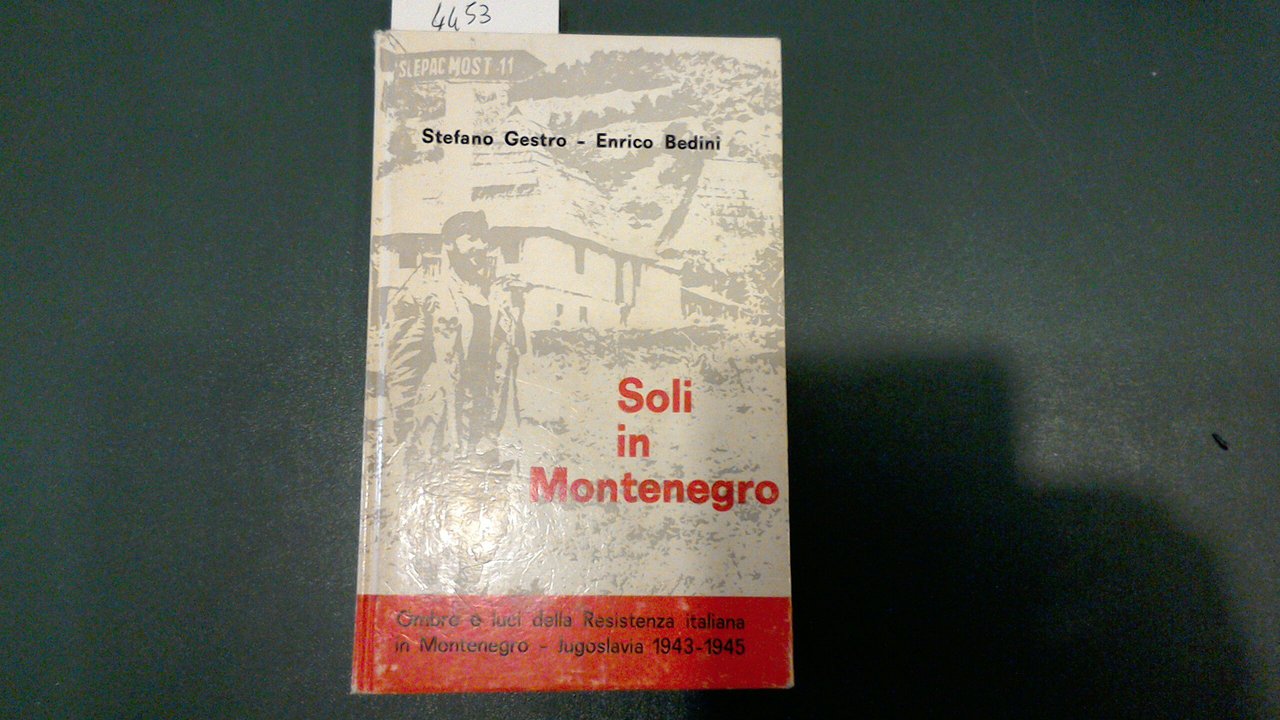 4453
SLEPAC MOST 11
Stefano Gestro - Enrico Bedini
Soli
in
Montenegro
Ombre e luci della Resistenza italiana
in Montenegro - Jugoslavia 1943-1945